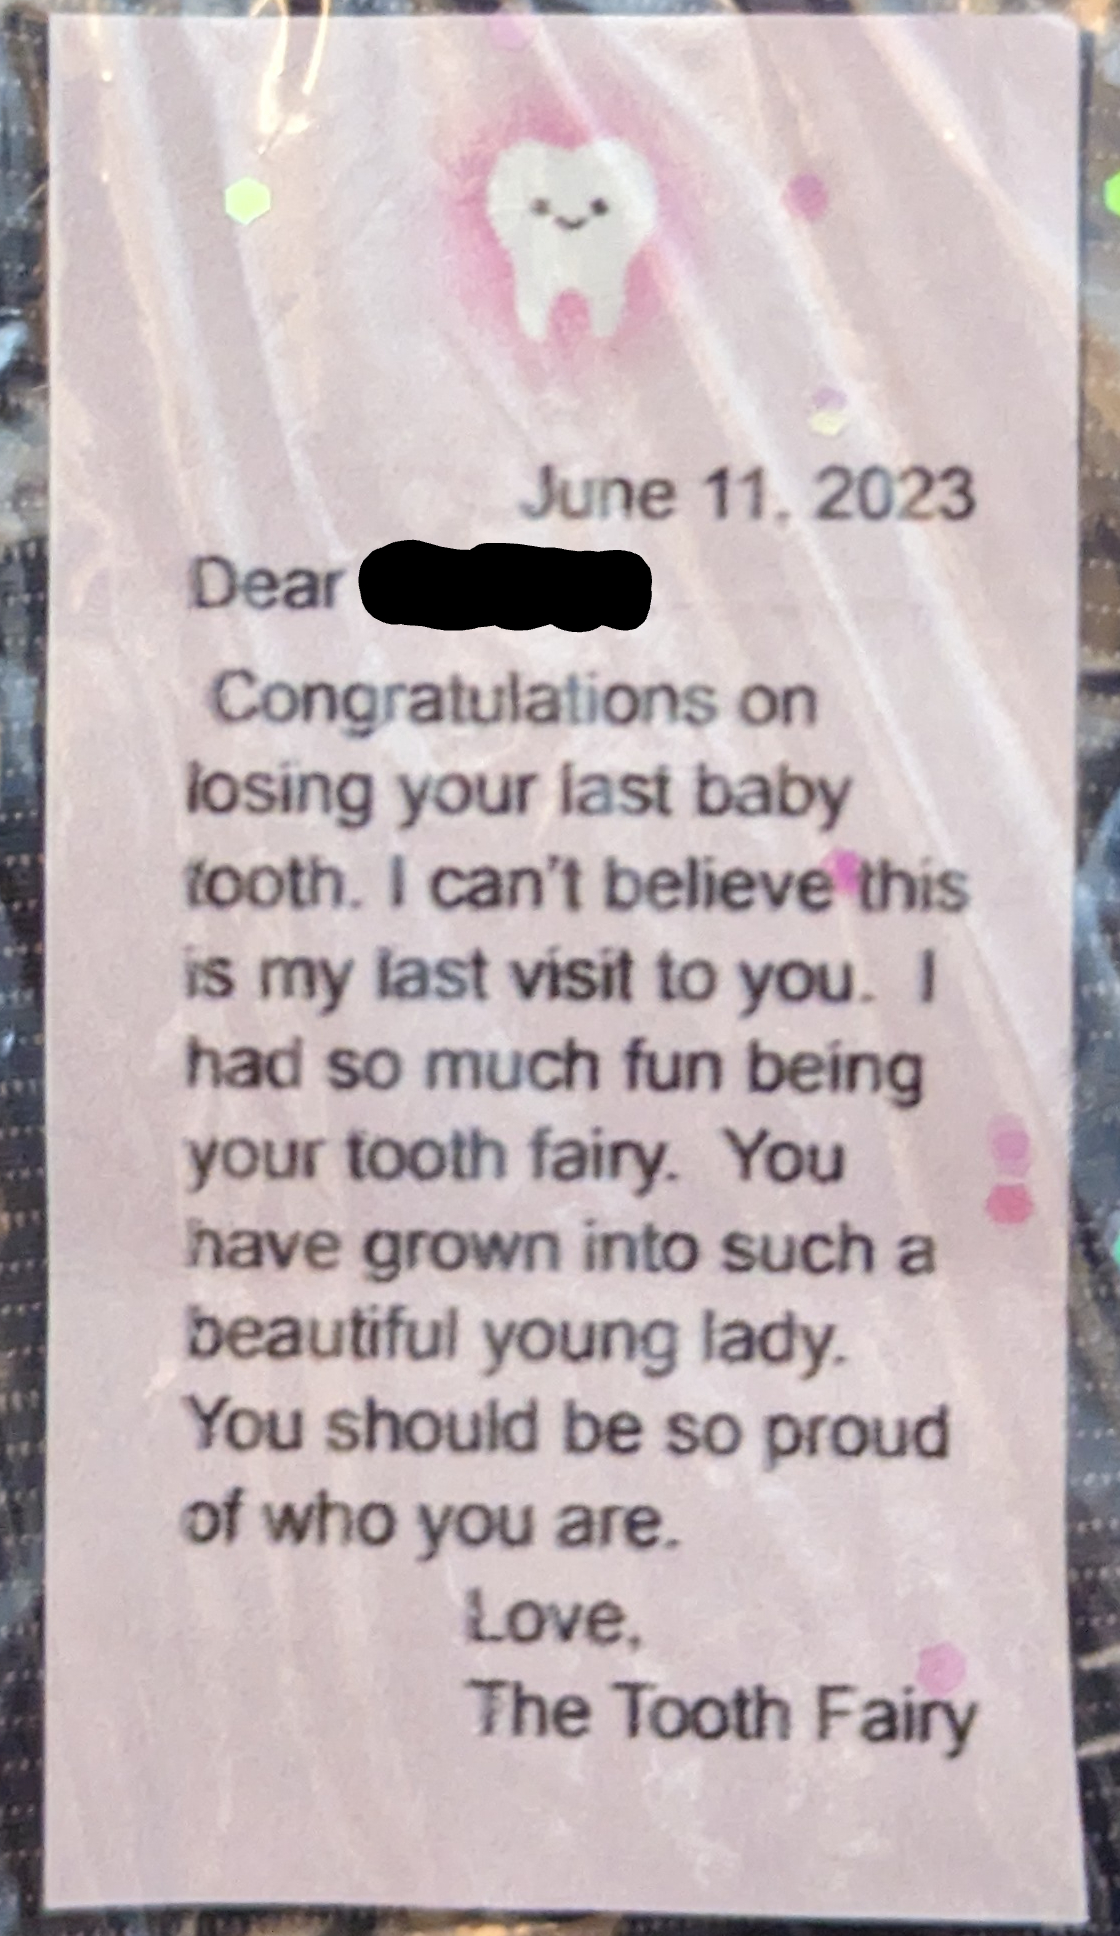 June 11, 2023
Dear
Congratulations on
losing your last baby
tooth. I can't believe this
is my last visit to you.  I
had so much fun being
your tooth fairy.  You
have grown into such a
beautiful young lady.
You should be so proud
of who you are.
Love,
The Tooth Fairy